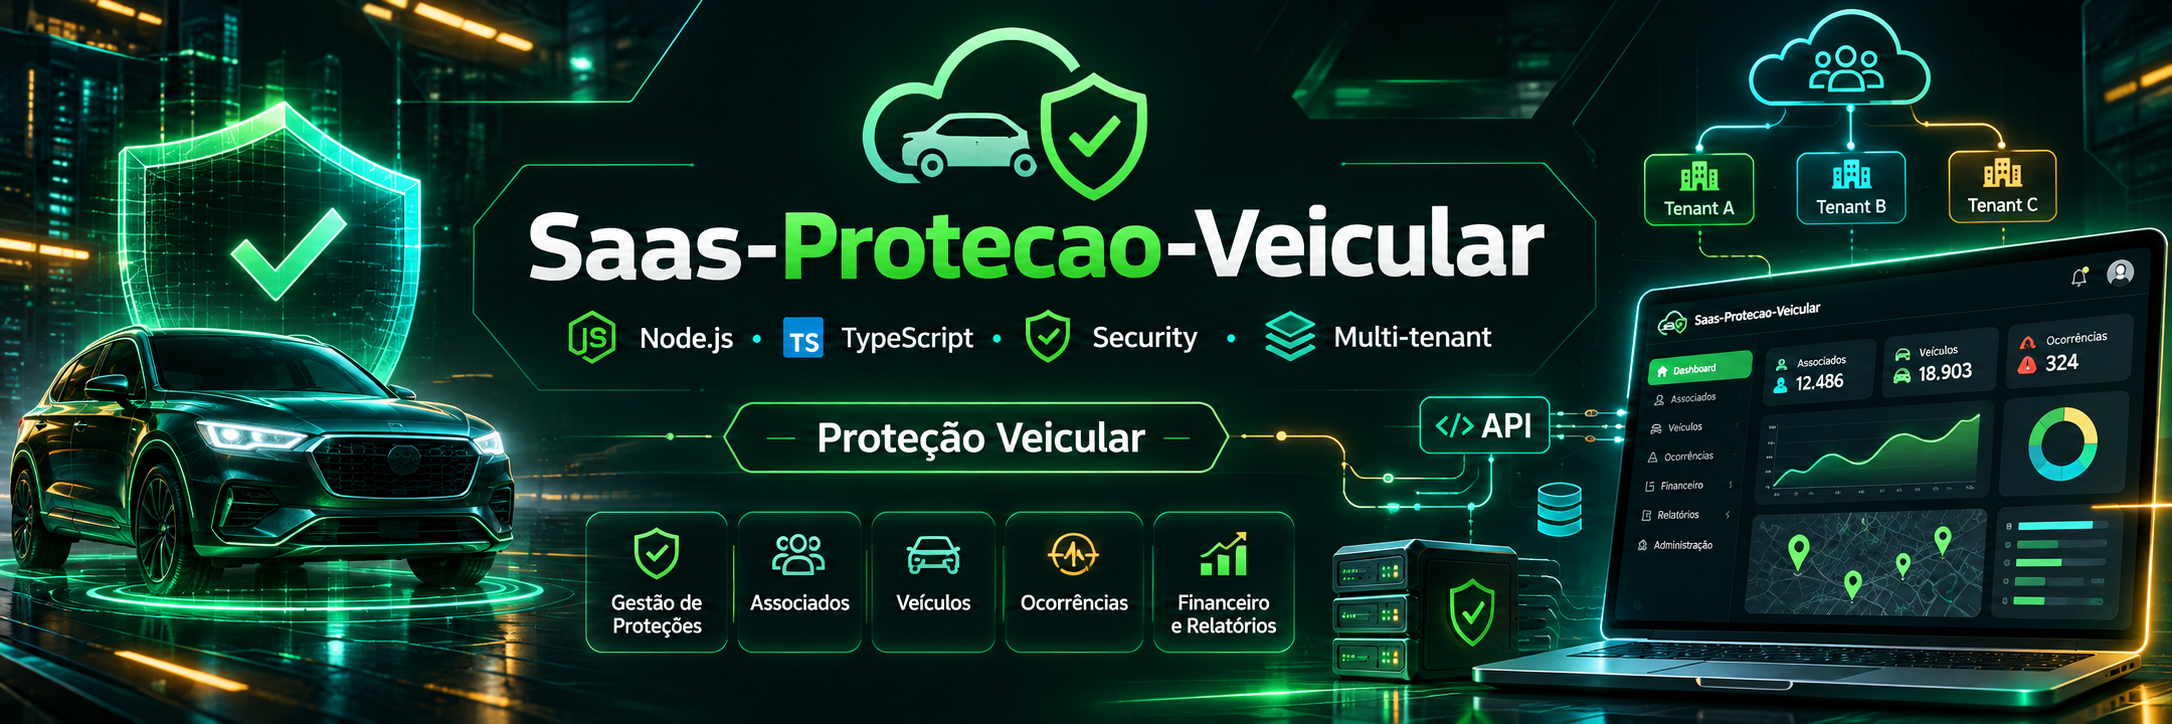 Saas-Protecao-Veicular
JS Node.js • TS TypeScript • Security • Multi-tenant
Proteção Veicular
Gestão de
Proteções
Associados
Veículos
Ocorrências
Financeiro
e Relatórios
Tenant A
Tenant B
Tenant C
</> API
Saas-Protecao-Veicular
Dashboard
Associados
Veículos
Ocorrências
Financeiro
Relatórios
Administração
Associados
12.486
Veículos
18.903
Ocorrências
324